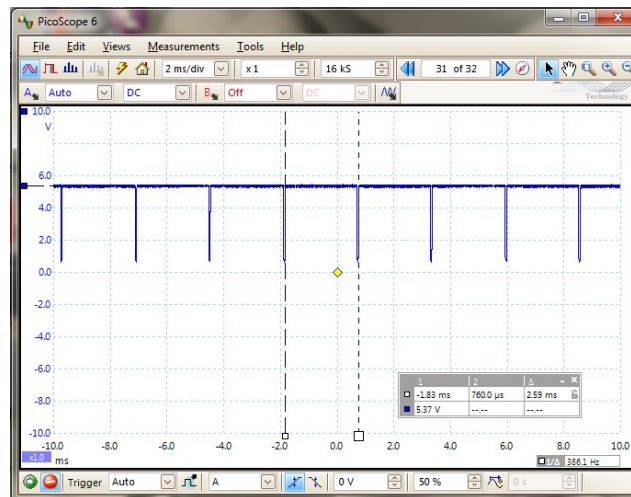 PicoScope 6
File Edit Views Measurements Tools Help
2 ms/div x 1 16 kS 31 of 32
A Auto DC B Off DC
Technology
10.0
V
6.0
4.0
2.0
0.0
-2.0
-4.0
-6.0
-8.0
-10.0
-10.0 -8.0 -6.0 -4.0 -2.0 0.0 2.0 4.0 6.0 8.0 10.0
x1.0 ms
1 2 Δ
-1.83 ms 760.0 µs 2.59 ms
5.37 V --.-- --.--
1/Δ 386.1 Hz
Trigger Auto A 0 V 50 % 0 s